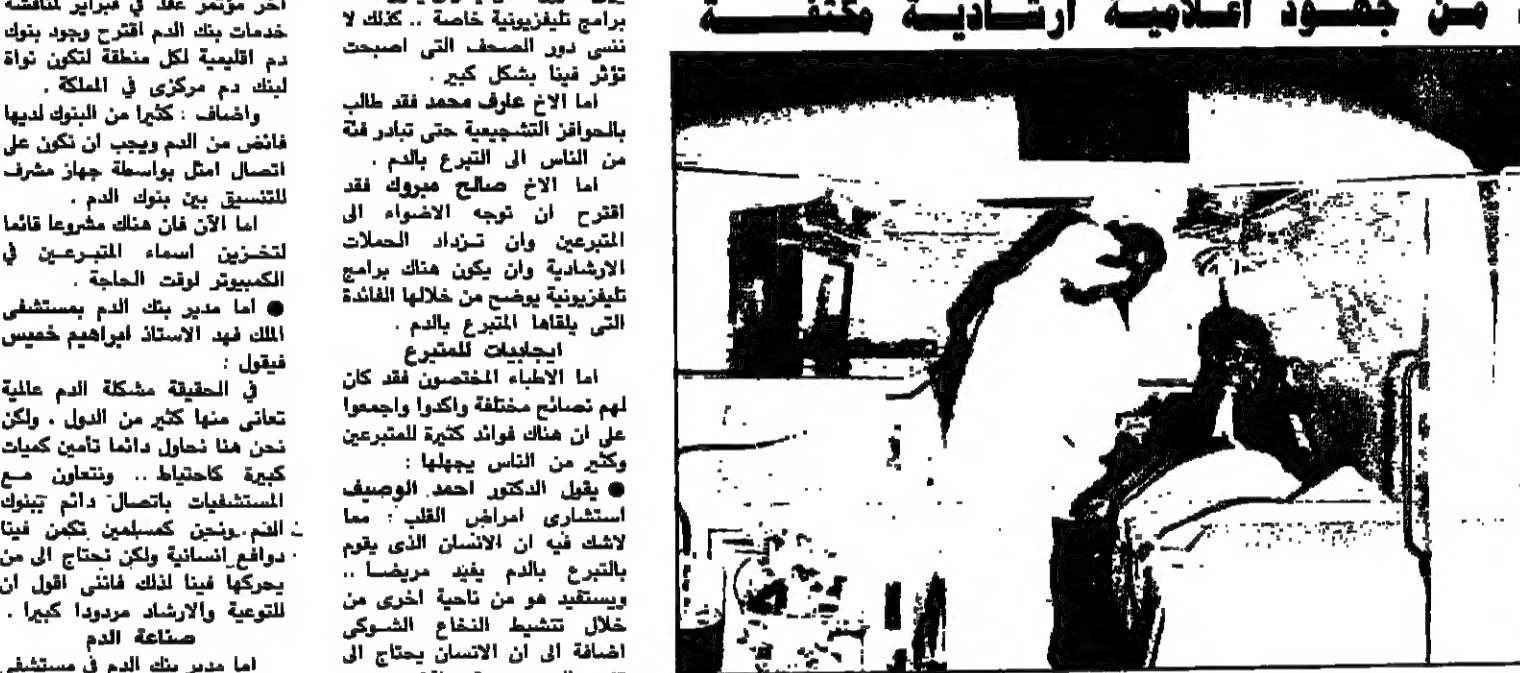 من جهود اعلامية ارشادية مكثفة
برامج تليفزيونية خاصة .. كذلك لا
ننسى دور الصحف التى اصبحت
تؤثر فينا بشكل كبير .
اما الاخ عارف محمد فقد طالب
بالحوافز التشجيعية حتى تبادر فئة
من الناس الى التبرع بالدم .
اما الاخ صالح مبروك فقد
اقترح ان توجه الاضواء الى
المتبرعين وان تزداد الحملات
الارشادية وان يكون هناك برامج
تليفزيونية يوضح من خلالها الفائدة
التى يلقاها المتبرع بالدم .
ايجابيات للمتبرع
اما الاطباء المختصون فقد كان
لهم نصائح مختلفة واكدوا واجمعوا
على ان هناك فوائد كثيرة للمتبرعين
وكثير من الناس يجهلها :
● يقول الدكتور احمد الوصيف
استشارى امراض القلب : مما
لاشك فيه ان الانسان الذى يقوم
بالتبرع بالدم يفيد مريضا ..
ويستفيد هو من ناحية اخرى من
خلال تنشيط النخاع الشوكى
اضافة الى ان الانسان يحتاج الى
آخر مؤتمر عقد في فبراير لمناقشة
خدمات بنك الدم اقترح وجود بنوك
دم اقليمية لكل منطقة لتكون نواة
لبنك دم مركزى في المملكة .
واضاف : كثيرا من البنوك لديها
فائض من الدم ويجب ان نكون على
اتصال امثل بواسطة جهاز مشرف
للتنسيق بين بنوك الدم .
اما الآن فان هناك مشروعا قائما
لتخزين اسماء المتبرعين في
الكمبيوتر لوقت الحاجة .
● أما مدير بنك الدم بمستشفى
الملك فهد الاستاذ ابراهيم خميس
فيقول :
في الحقيقة مشكلة الدم عالمية
تعانى منها كثير من الدول . ولكن
نحن هنا نحاول دائما تأمين كميات
كبيرة كاحتياط .. ونتعاون مع
المستشفيات باتصال دائم ببنوك
الدم ونحن كمسلمين تكمن فينا
دوافع انسانية ولكن نحتاج الى من
يحركها فينا لذلك فاننى اقول ان
للتوعية والارشاد مردودا كبيرا .
صناعة الدم
اما مدير بنك الدم في مستشفى